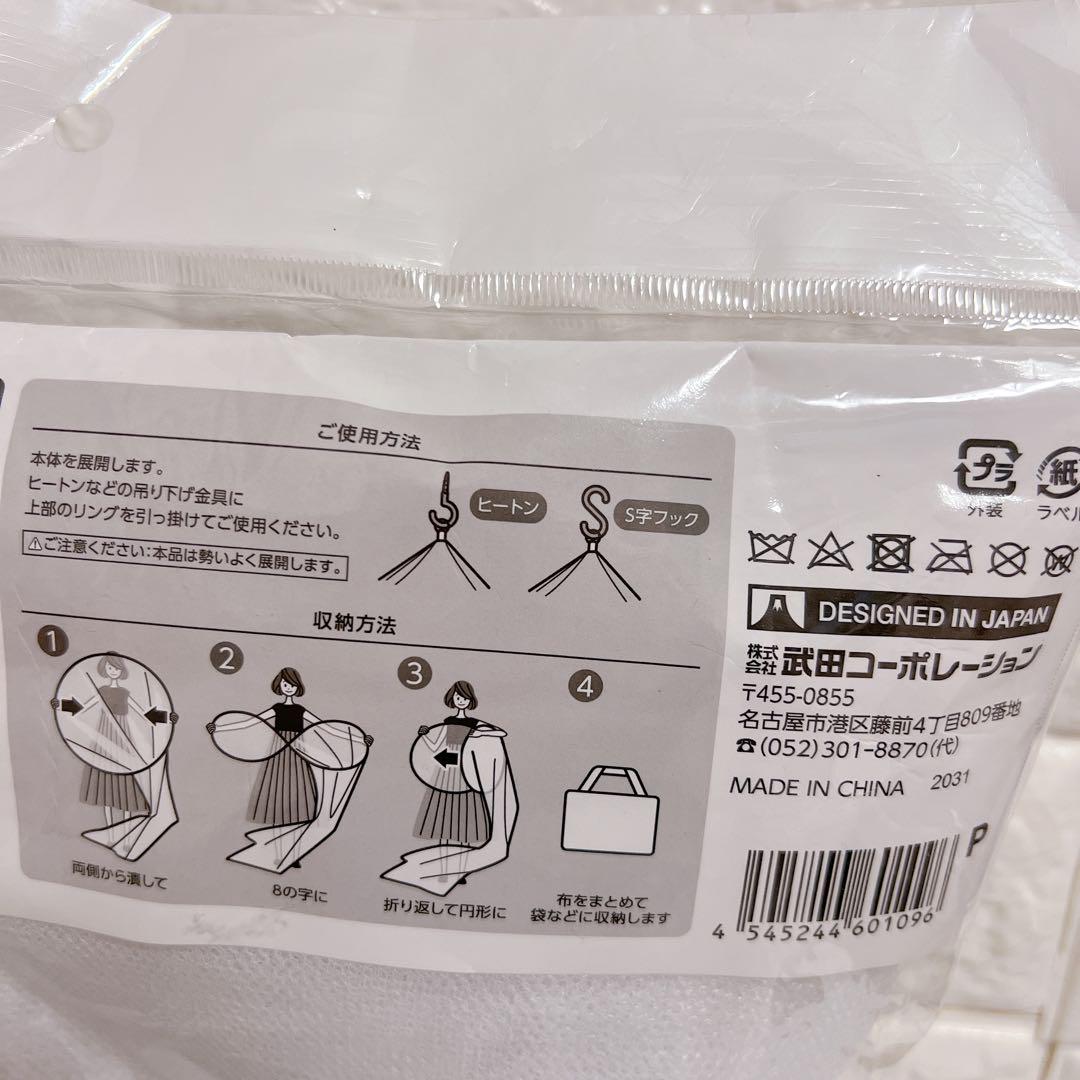 ご使用方法
本体を展開します。
ヒートンなどの吊り下げ金具に
上部のリングを引っ掛けてご使用ください。
⚠ご注意ください:本品は勢いよく展開します。
ヒートン
S字フック
収納方法
1
両側から潰して
2
8の字に
3
折り返して円形に
4
布をまとめて
袋などに収納します
プラ
外装
紙
ラベル
DESIGNED IN JAPAN
株式会社 武田コーポレーション
〒455-0855
名古屋市港区藤前4丁目809番地
☎(052)301-8870(代)
MADE IN CHINA 2031
P
4 545244 601096